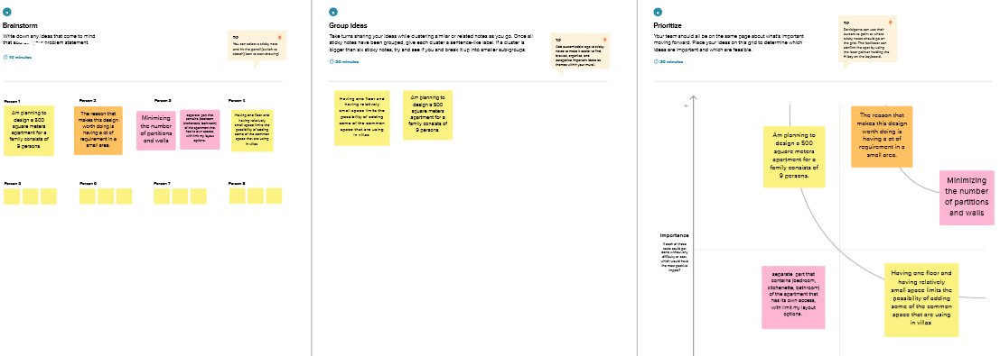 Brainstorm
Write down any ideas that come to mind
that problem statement.
10 minutes
TIP
You can select a sticky note
and hit the pencil [switch to
sketch] icon to start drawing!
Person 1
Am planning to
design a 500
square meters
apartment for a
family consists of
9 persons.
Person 2
The reason that
makes this design
worth doing is
having a ot of
requirement in a
small area.
Person 3
Minimizing
the number
of partitions
and walls
separate part that
contains (bedroom,
kitchenette, bathroom)
of the apartment that
has its own access,
with limit my layout
options.
Person 4
Having one floor and
having relatively
small space limits the
possibility of adding
some of the common
space that are using
in villas
Person 5
Person 6
Person 7
Person 8
Group ideas
Take turns sharing your ideas while clustering similar or related notes as you go. Once all
sticky notes have been grouped, give each cluster a sentence-like label. If a cluster is
bigger than six sticky notes, try and see if you and break it up into smaller sub-groups.
20 minutes
TIP
Add customizable tags to sticky
notes to make it easier to find,
browse, organize, and
categorize important ideas as
themes within your mural.
Having one floor and
having relatively
small space limits the
possibility of adding
some of the common
space that are using
in villas
Am planning to
design a 500
square meters
apartment for a
family consists of
9 persons.
Prioritize
Your team should all be on the same page about what's important
moving forward. Place your ideas on this grid to determine which
ideas are important and which are feasible.
20 minutes
TIP
Participants can use their
cursors to point at where
sticky notes should go on
the grid. The facilitator can
confirm the spot by using
the laser pointer holding the
H key on the keyboard.
Importance
If each of these
tasks could get
done without any
difficulty or cost,
which would have
the most positive
impact?
Am planning to
design a 500
square meters
apartment for a
family consists of
9 persons.
The reason that
makes this design
worth doing is
having a ot of
requirement in a
small area.
Minimizing
the number
of partitions
and walls
separate part that
contains (bedroom,
kitchenette, bathroom)
of the apartment that
has its own access,
with limit my layout
options.
Having one floor and
having relatively
small space limits the
possibility of adding
some of the common
space that are using
in villas